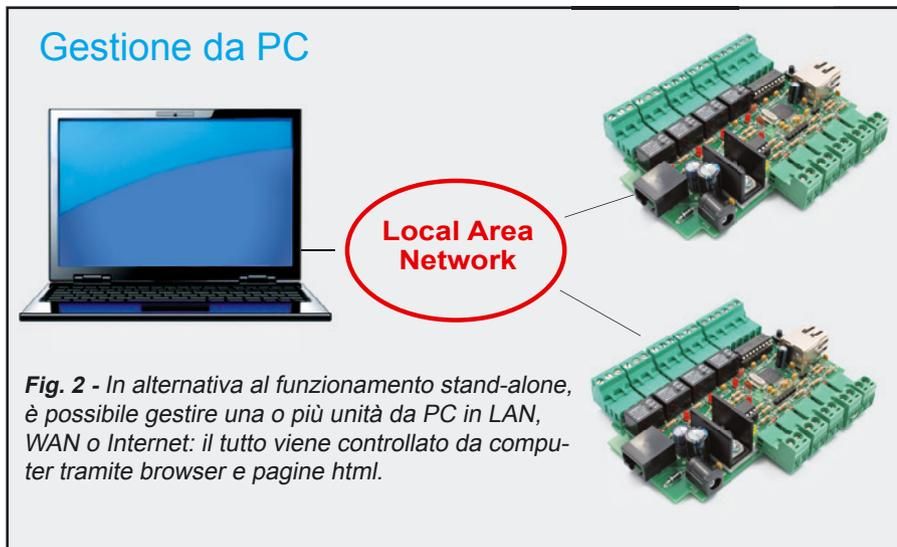 Gestione da PC
Local Area
Network
Fig. 2 - In alternativa al funzionamento stand-alone,
è possibile gestire una o più unità da PC in LAN,
WAN o Internet: il tutto viene controllato da compu-
ter tramite browser e pagine html.